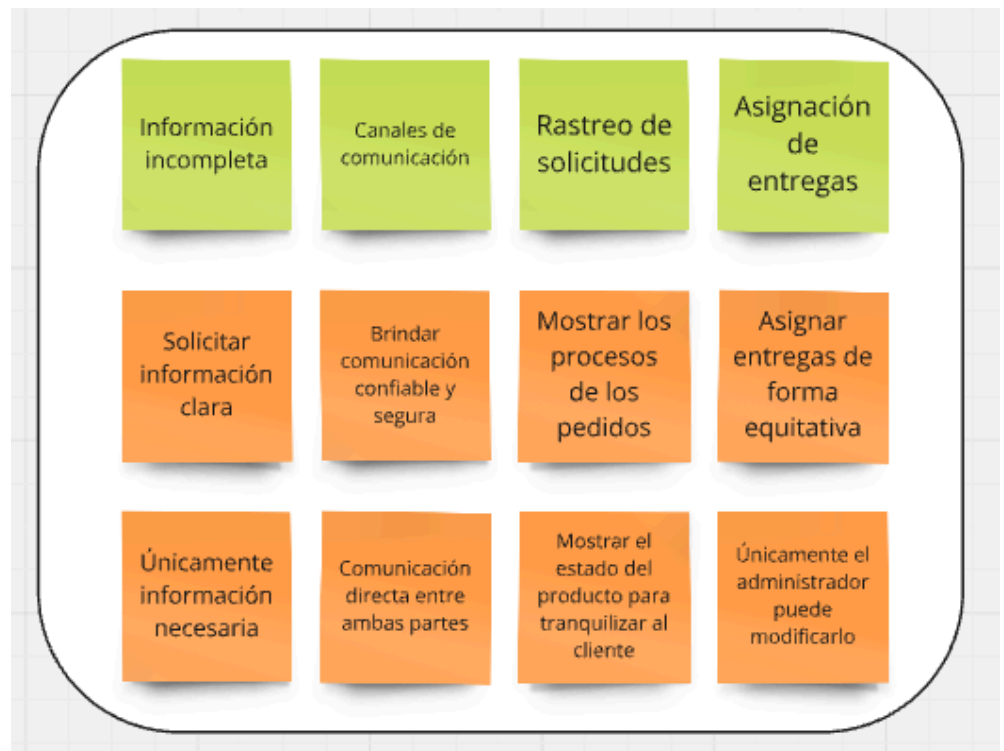 Información
incompleta
Canales de
comunicación
Rastreo de
solicitudes
Asignación
de
entregas
Solicitar
información
clara
Brindar
comunicación
confiable y
segura
Mostrar los
procesos
de los
pedidos
Asignar
entregas de
forma
equitativa
Únicamente
información
necesaria
Comunicación
directa entre
ambas partes
Mostrar el
estado del
producto para
tranquilizar al
cliente
Únicamente el
administrador
puede
modificarlo